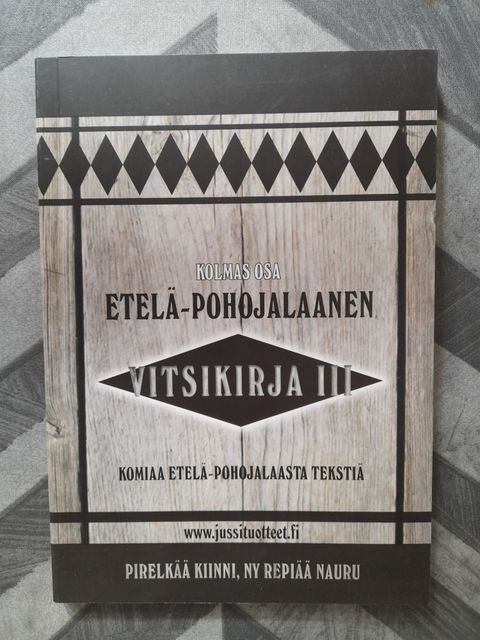 KOLMAS OSA
ETELÄ-POHOJALAANEN
VITSIKIRJA III
KOMIAA ETELÄ-POHOJALAASTA TEKSTIÄ
www.jussituotteet.fi
PIRELKÄÄ KIINNI, NY REPIÄÄ NAURU